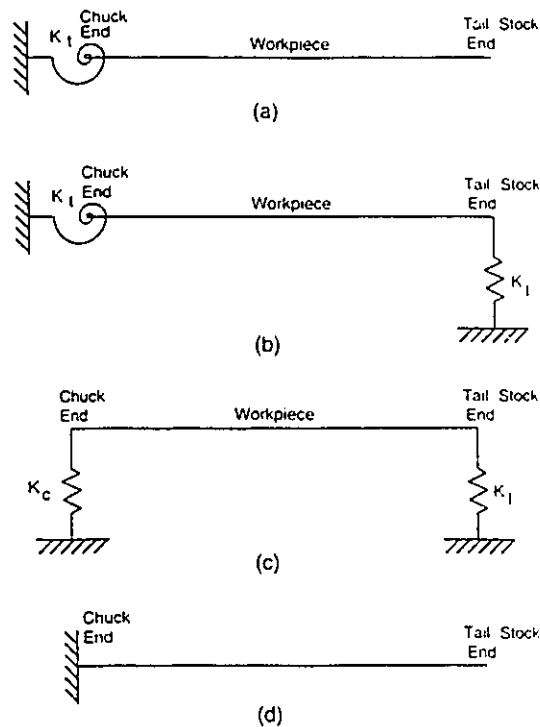 Chuck
End
Tail Stock
End
K t
Workpiece
(a)
Chuck
End
Tail Stock
End
K t
Workpiece
K l
(b)
Chuck
End
Tail Stock
End
Workpiece
K c
K l
(c)
Chuck
End
Tail Stock
End
(d)